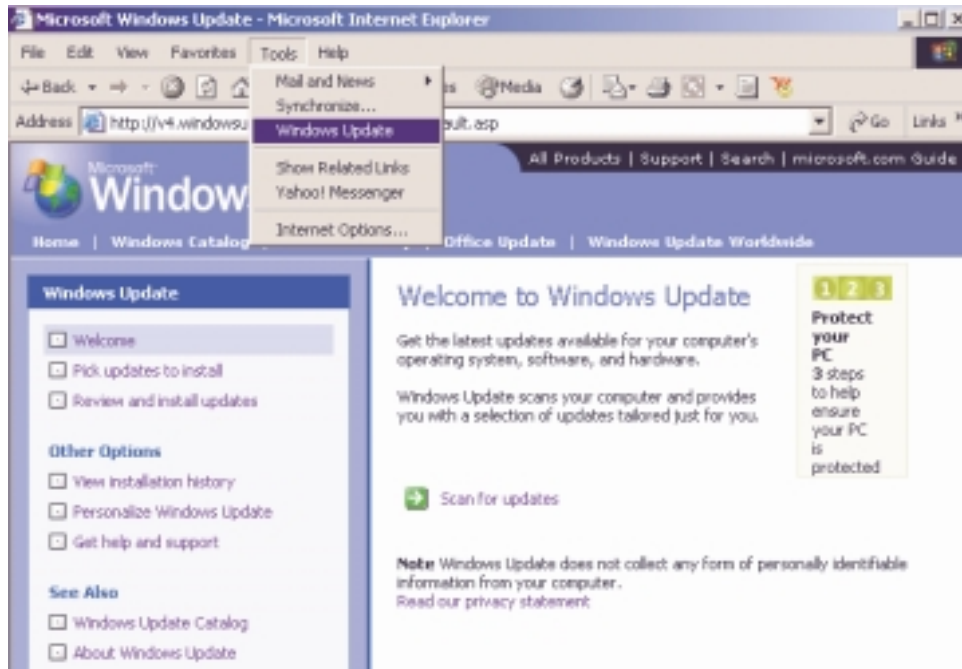 Microsoft Windows Update - Microsoft Internet Explorer
File Edit View Favorites Tools Help
Back Media
Mail and News
Synchronize...
Windows Update
Show Related Links
Yahoo! Messenger
Internet Options...
Address http://v4.windowsu ault.asp Go Links
All Products | Support | Search | microsoft.com Guide
Microsoft
Window
Home | Windows Catalog | Office Update | Windows Update Worldwide
Windows Update
Welcome
Pick updates to install
Review and install updates
Other Options
View installation history
Personalize Windows Update
Get help and support
See Also
Windows Update Catalog
About Windows Update
Welcome to Windows Update
Get the latest updates available for your computer's
operating system, software, and hardware.
Windows Update scans your computer and provides
you with a selection of updates tailored just for you.
Scan for updates
Note Windows Update does not collect any form of personally identifiable
information from your computer.
Read our privacy statement
1 2 3
Protect
your
PC
3 steps
to help
ensure
your PC
is
protected